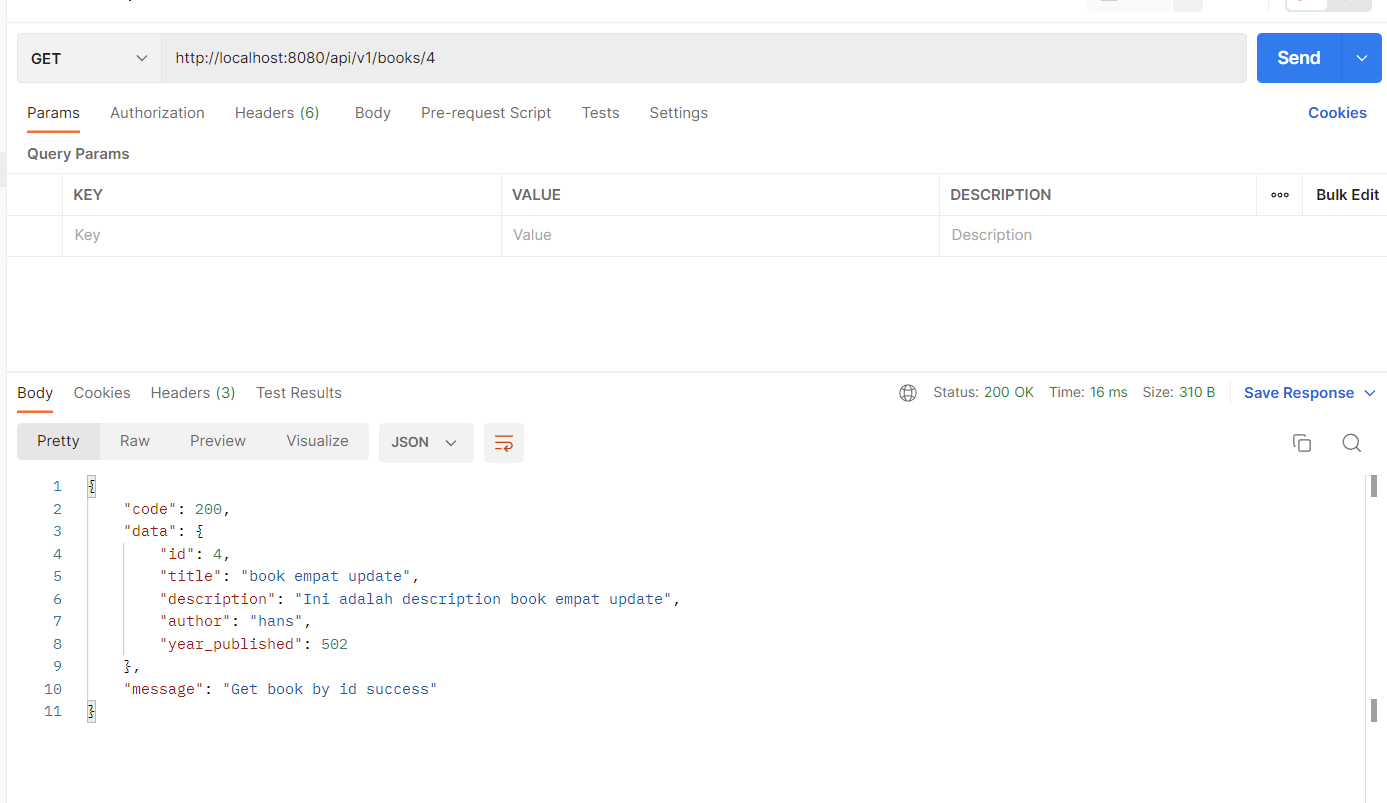 GET http://localhost:8080/api/v1/books/4 Send
Params Authorization Headers (6) Body Pre-request Script Tests Settings Cookies
Query Params
KEY VALUE DESCRIPTION ooo Bulk Edit
Key Value Description
Body Cookies Headers (3) Test Results Status: 200 OK Time: 16 ms Size: 310 B Save Response
Pretty Raw Preview Visualize JSON
1 {
2 "code": 200,
3 "data": {
4 "id": 4,
5 "title": "book empat update",
6 "description": "Ini adalah description book empat update",
7 "author": "hans",
8 "year_published": 502
9 },
10 "message": "Get book by id success"
11 }